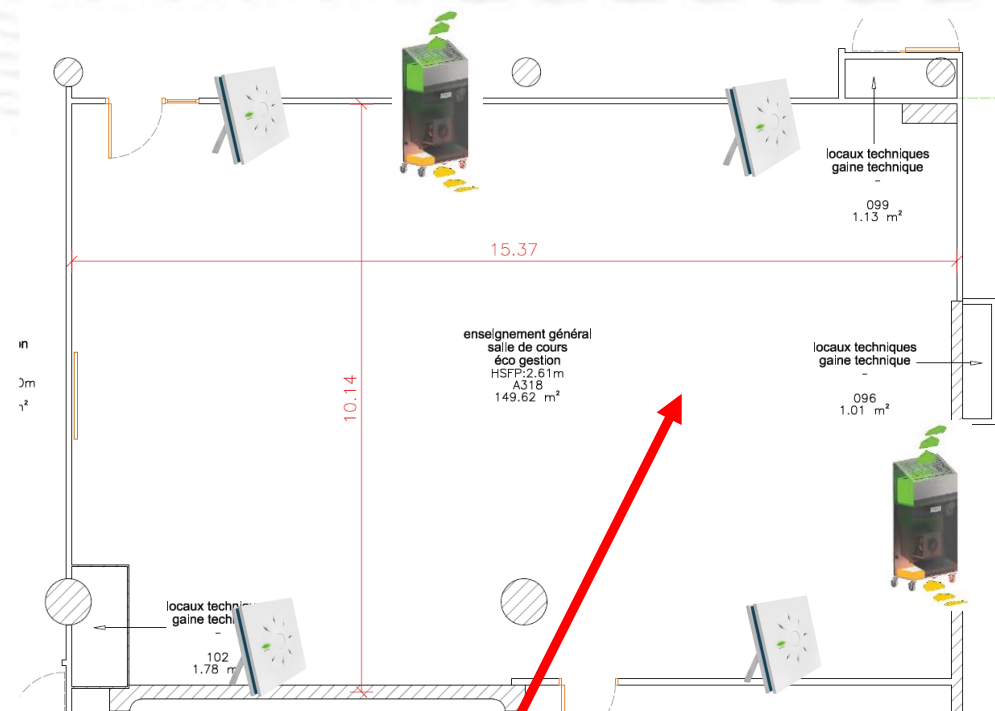 locaux techniques
gaine technique
-
099
1.13 m²
15.37
enseignement général
salle de cours
éco gestion
HSFP:2.61m
A318
149.62 m²
10.14
locaux techniques
gaine technique
-
096
1.01 m²
locaux
gaine
-
102
1.78